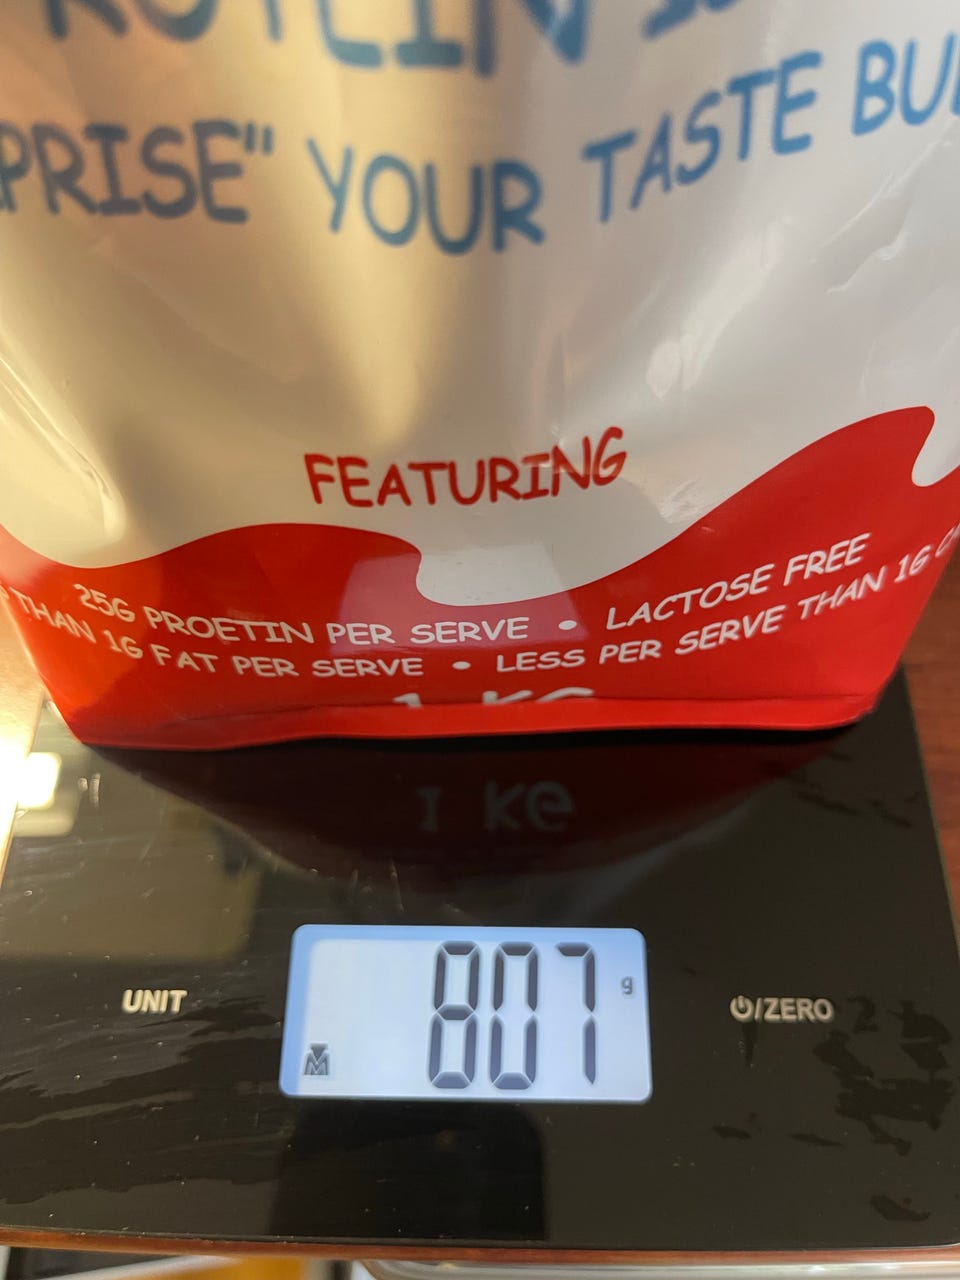 PRISE" YOUR TASTE
FEATURING
25G PROETIN PER SERVE • LACTOSE FREE
THAN 1G FAT PER SERVE • LESS PER SERVE THAN 1G
1 KG
UNIT
807 g
/ZERO